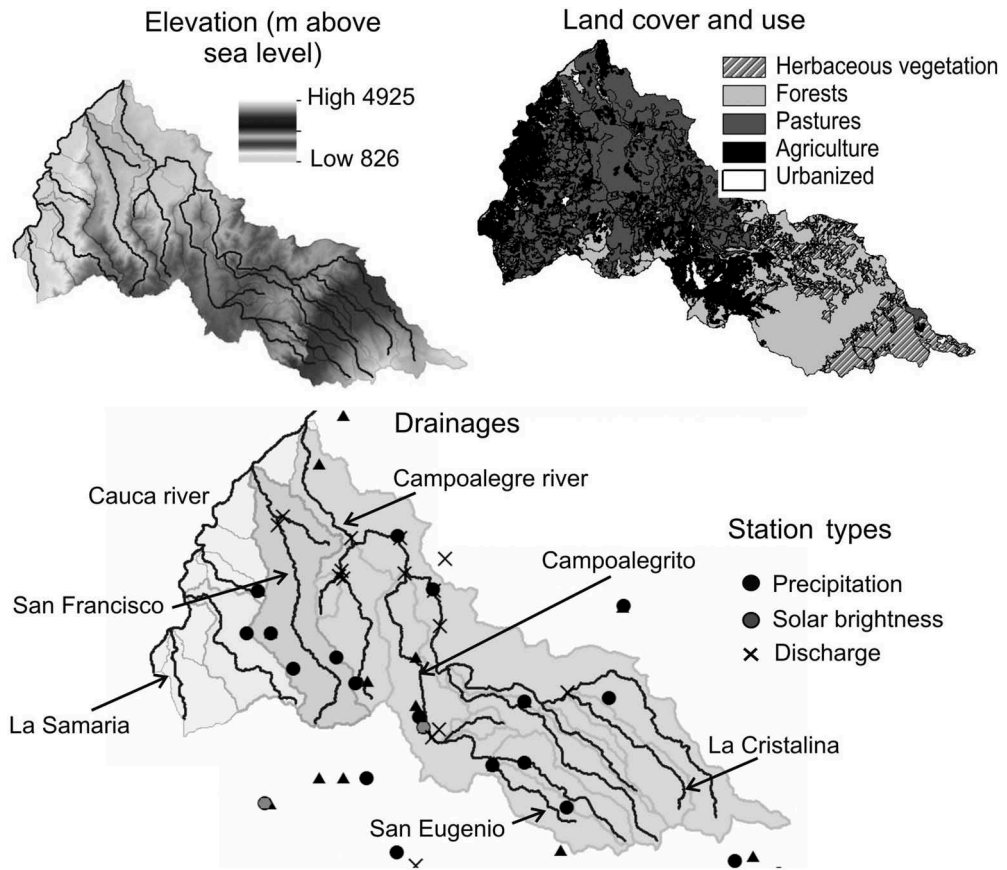 Elevation (m above
sea level)
High 4925
Low 826
Land cover and use
Herbaceous vegetation
Forests
Pastures
Agriculture
Urbanized
Drainages
Cauca river
Campoalegre river
Campoalegrito
San Francisco
La Samaria
La Cristalina
San Eugenio
Station types
Precipitation
Solar brightness
Discharge